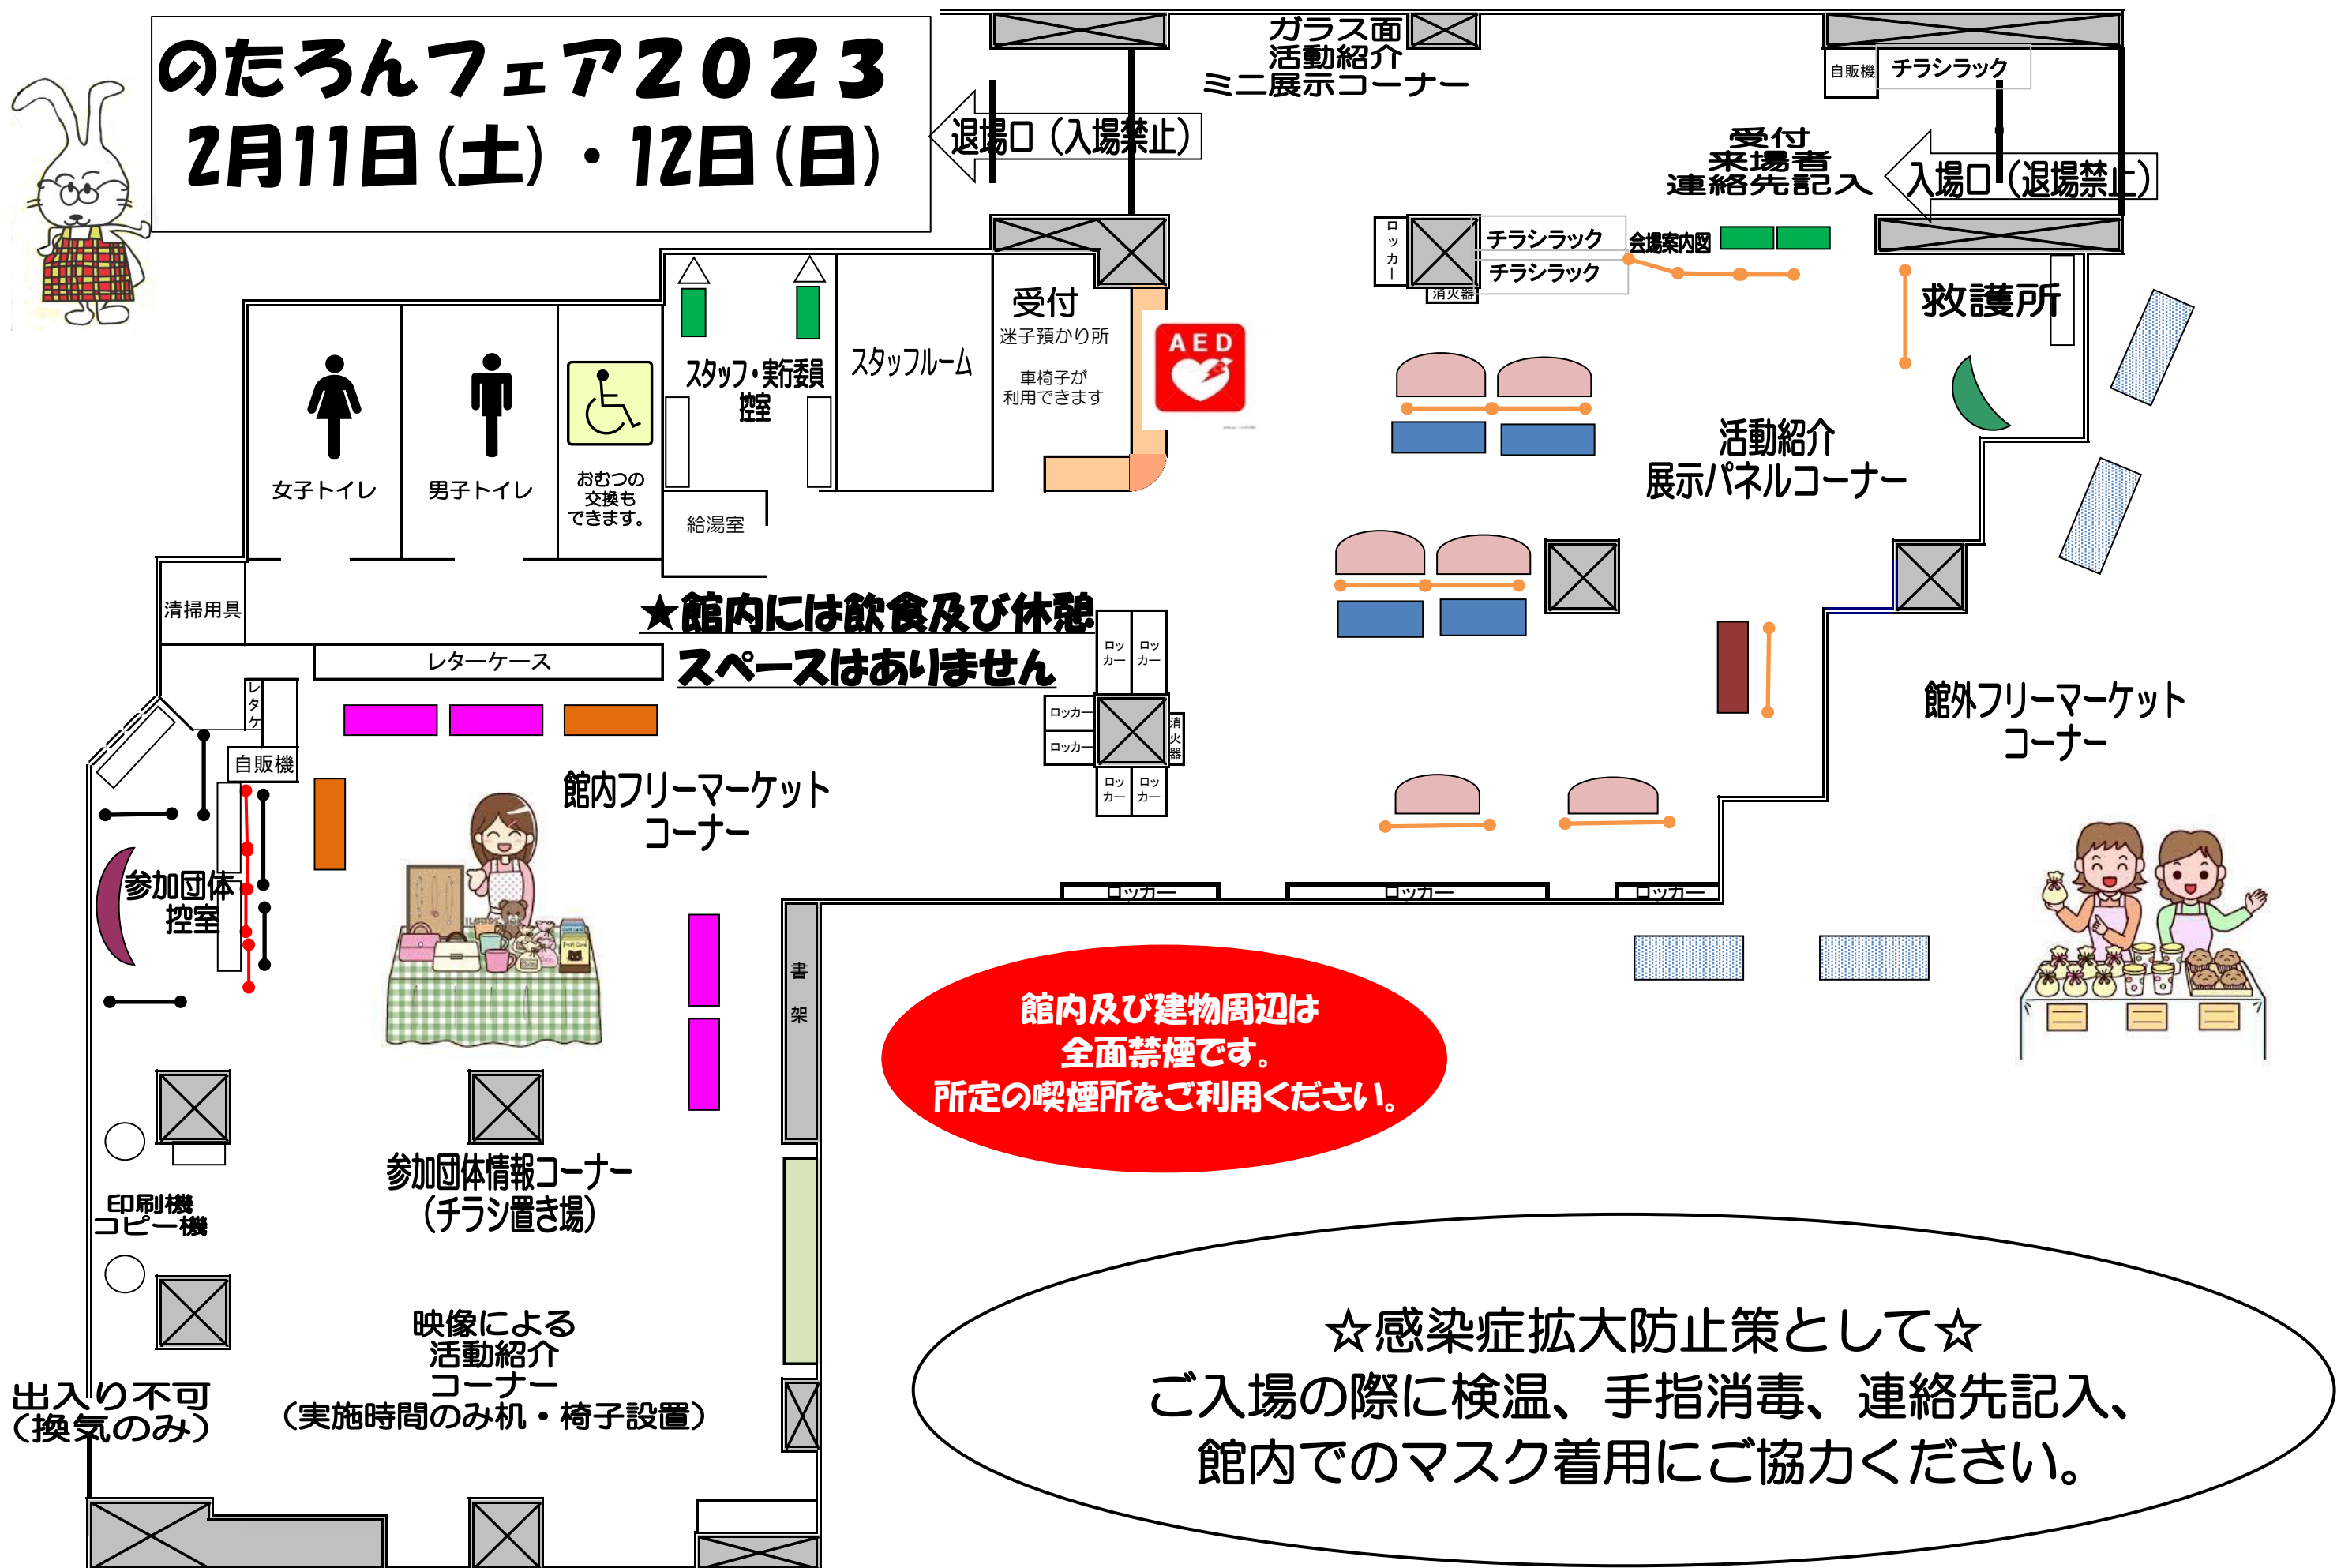 のたろんフェア2023
2月11日(土)・12日(日)
ガラス面
活動紹介
ミニ展示コーナー
退場口(入場禁止)
自販機
チラシラック
受付
来場者
連絡先記入
入場口(退場禁止)
ロッカー
チラシラック
チラシラック
消火器
会場案内図
救護所
受付
迷子預かり所
車椅子が
利用できます
AED
スタッフルーム
スタッフ・実行委員
控室
女子トイレ
男子トイレ
おむつの
交換も
できます。
給湯室
活動紹介
展示パネルコーナー
清掃用具
★館内には飲食及び休憩
スペースはありません
レターケース
レタケ
自販機
ロッカー
ロッカー
ロッカー
ロッカー
消火器
ロッカー
ロッカー
館外フリーマーケット
コーナー
館内フリーマーケット
コーナー
参加団体
控室
ロッカー
ロッカー
ロッカー
書架
館内及び建物周辺は
全面禁煙です。
所定の喫煙所をご利用ください。
参加団体情報コーナー
(チラシ置き場)
印刷機
コピー機
映像による
活動紹介
コーナー
(実施時間のみ机・椅子設置)
出入り不可
(換気のみ)
☆感染症拡大防止策として☆
ご入場の際に検温、手指消毒、連絡先記入、
館内でのマスク着用にご協力ください。